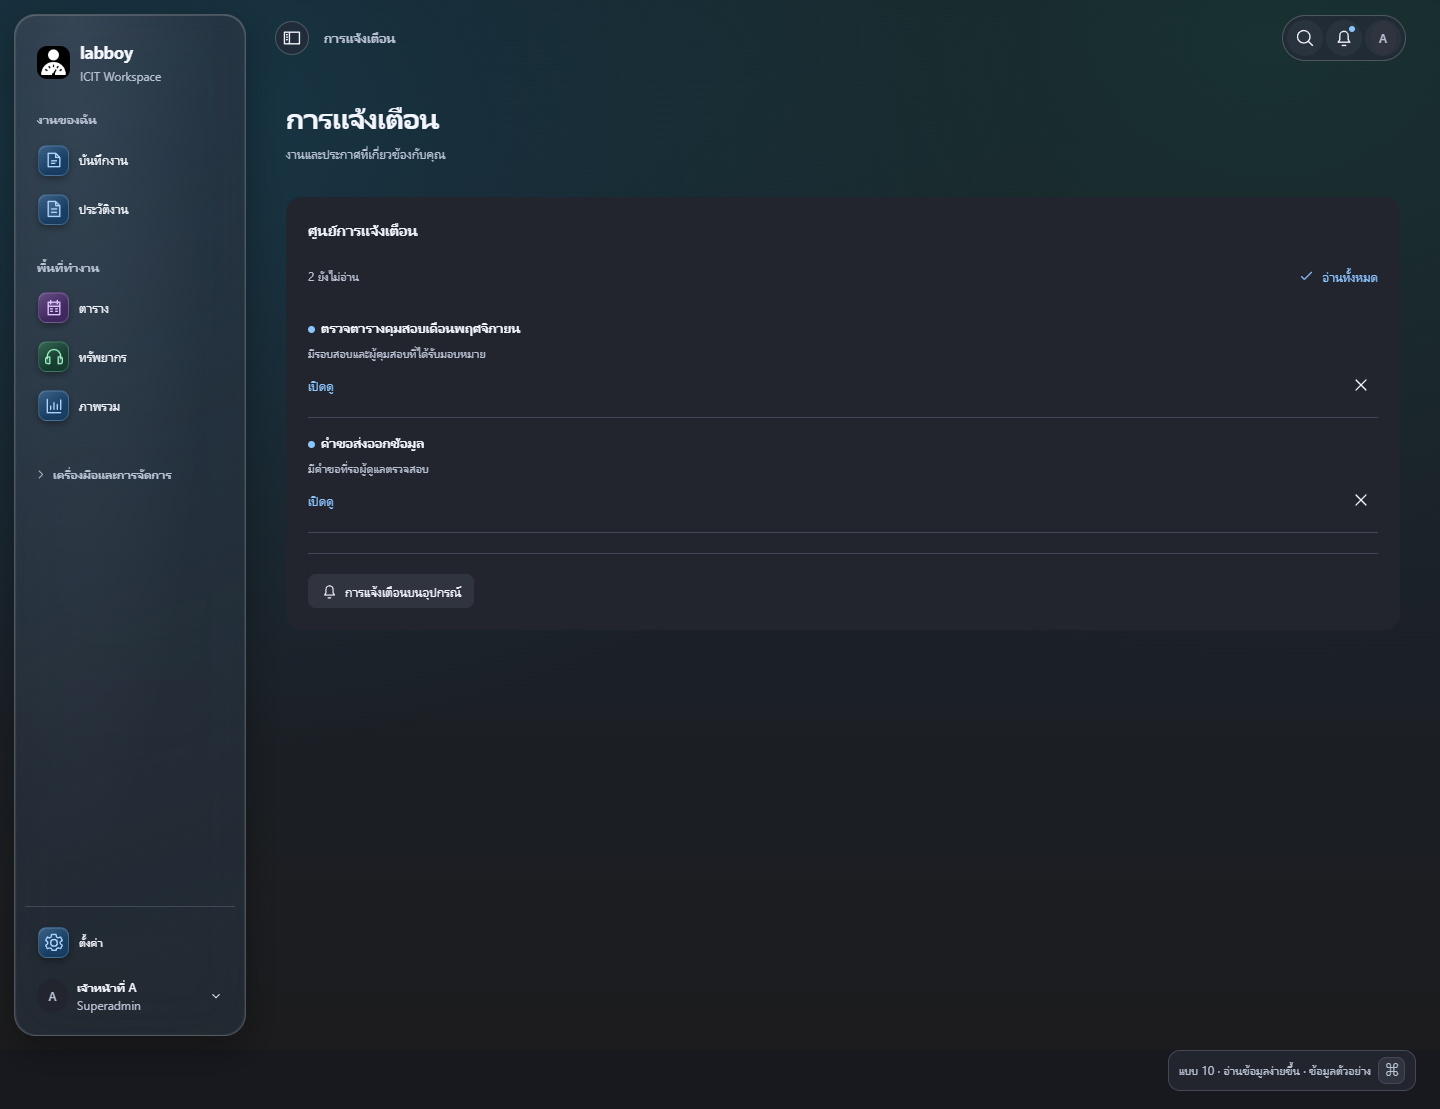 labboy
ICIT Workspace
งานของฉัน
บันทึกงาน
ประวัติงาน
พื้นที่ทำงาน
ตาราง
ทรัพยากร
ภาพรวม
เครื่องมือและการจัดการ
ตั้งค่า
A
เจ้าหน้าที่ A
Superadmin
การแจ้งเตือน
A
การแจ้งเตือน
งานและประกาศที่เกี่ยวข้องกับคุณ
ศูนย์การแจ้งเตือน
2 ยังไม่อ่าน
อ่านทั้งหมด
ตรวจตารางคุมสอบเดือนพฤศจิกายน
มีรอบสอบและผู้คุมสอบที่ได้รับมอบหมาย
เปิดดู
คำขอส่งออกข้อมูล
มีคำขอที่รอผู้ดูแลตรวจสอบ
เปิดดู
การแจ้งเตือนบนอุปกรณ์
แบบ 10 · อ่านข้อมูลง่ายขึ้น · ข้อมูลตัวอย่าง ⌘